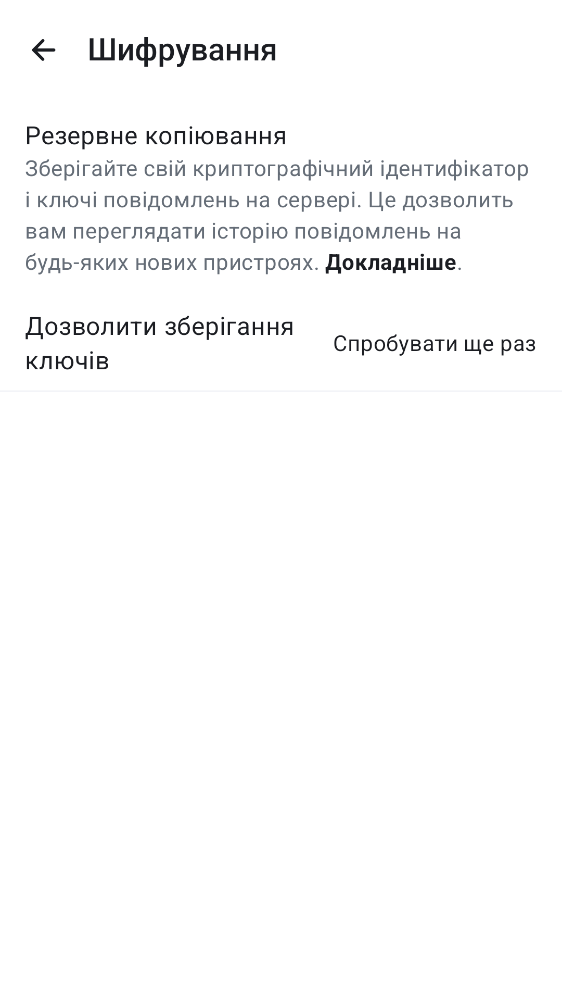 Шифрування
Резервне копіювання
Зберігайте свій криптографічний ідентифікатор
і ключі повідомлень на сервері. Це дозволить
вам переглядати історію повідомлень на
будь-яких нових пристроях. Докладніше.
Дозволити зберігання
ключів
Спробувати ще раз